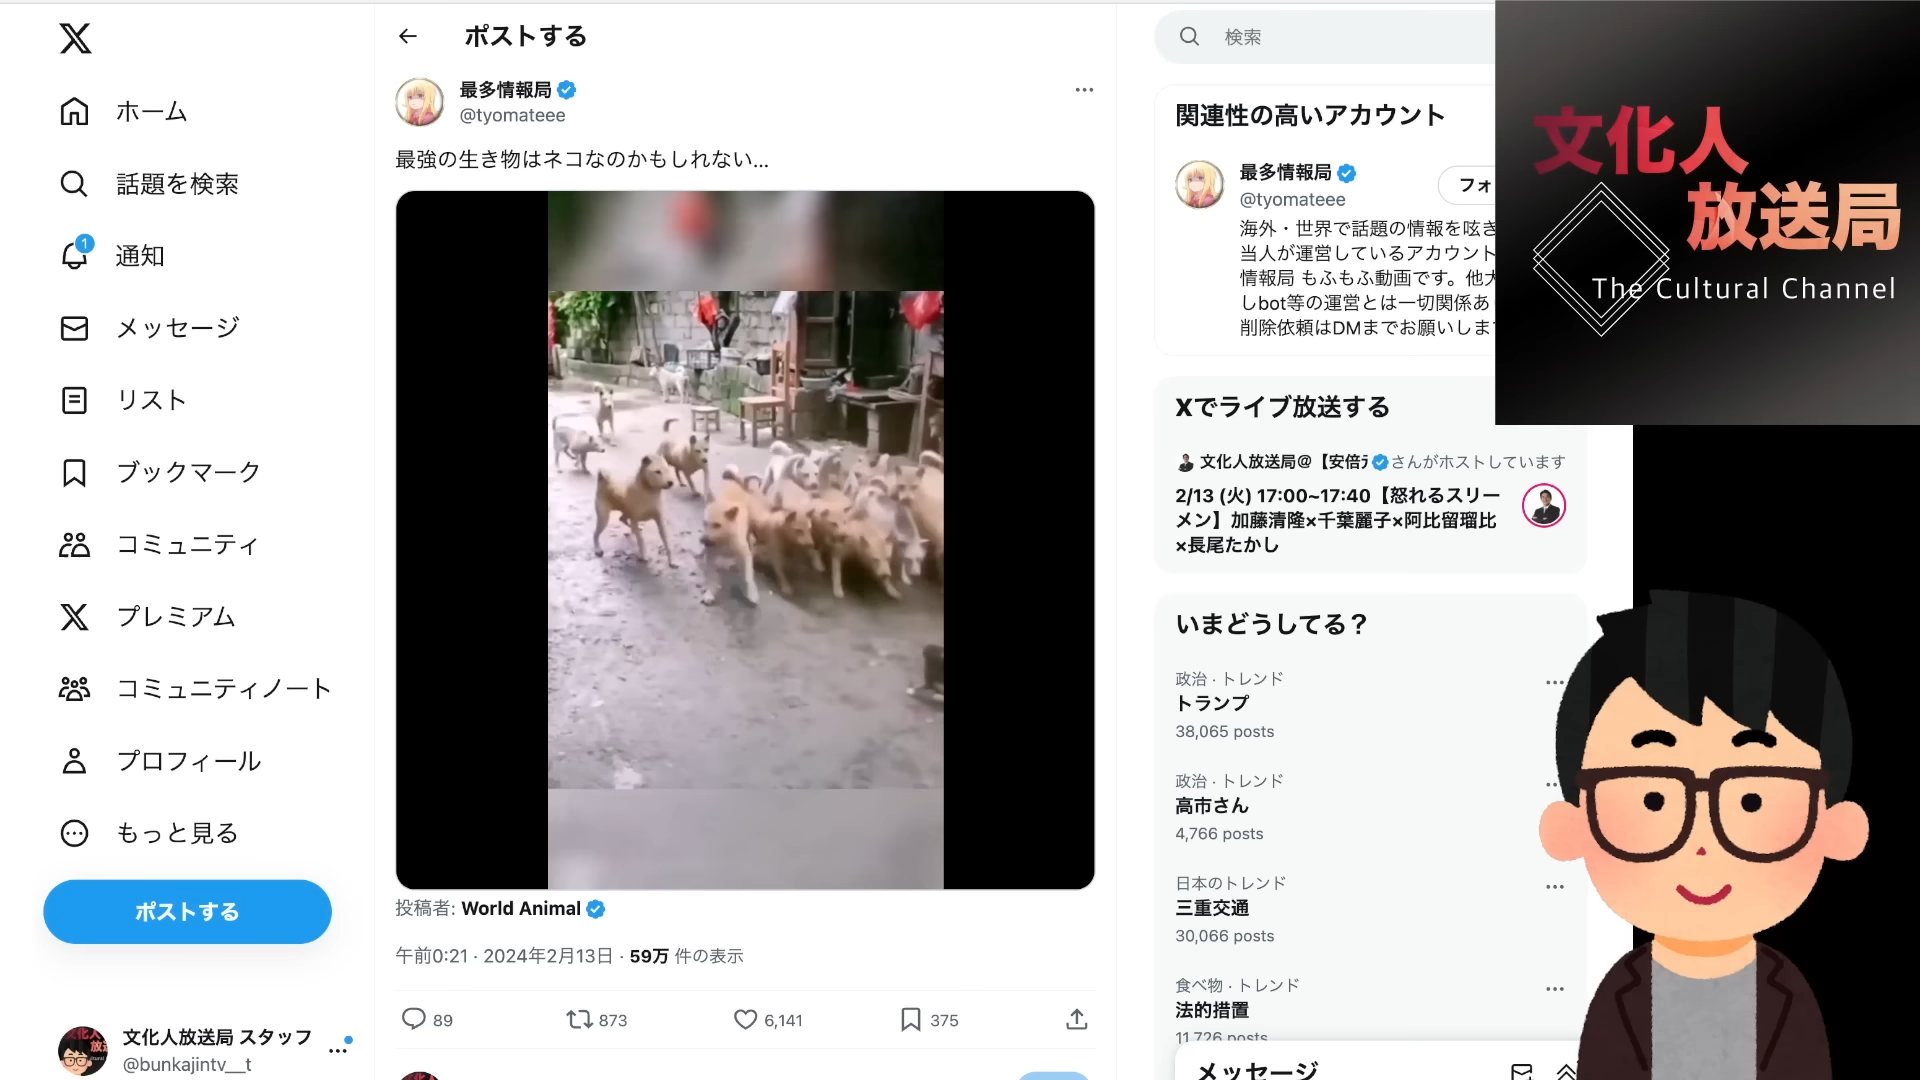 ホーム
話題を検索
1
通知
メッセージ
リスト
ブックマーク
コミュニティ
プレミアム
コミュニティノート
プロフィール
もっと見る
ポストする
文化人放送局 スタッフ
@bunkajintv__t
ポストする
最多情報局
@tyomateee
最強の生き物はネコなのかもしれない...
投稿者: World Animal
午前0:21 · 2024年2月13日 · 59万 件の表示
89
873
6,141
375
検索
関連性の高いアカウント
最多情報局
@tyomateee
フォ
海外・世界で話題の情報を呟き
当人が運営しているアカウント
情報局 もふもふ動画です。他
しbot等の運営とは一切関係あ
削除依頼はDMまでお願いしま
Xでライブ放送する
文化人放送局@【安倍 さんがホストしています
2/13 (火) 17:00~17:40【怒れるスリー
メン】加藤清隆×千葉麗子×阿比留瑠比
×長尾たかし
いまどうしてる？
政治 · トレンド
トランプ
38,065 posts
政治 · トレンド
高市さん
4,766 posts
日本のトレンド
三重交通
30,066 posts
食べ物 · トレンド
法的措置
11,726 posts
メッセージ
文化人
放送局
The Cultural Channel